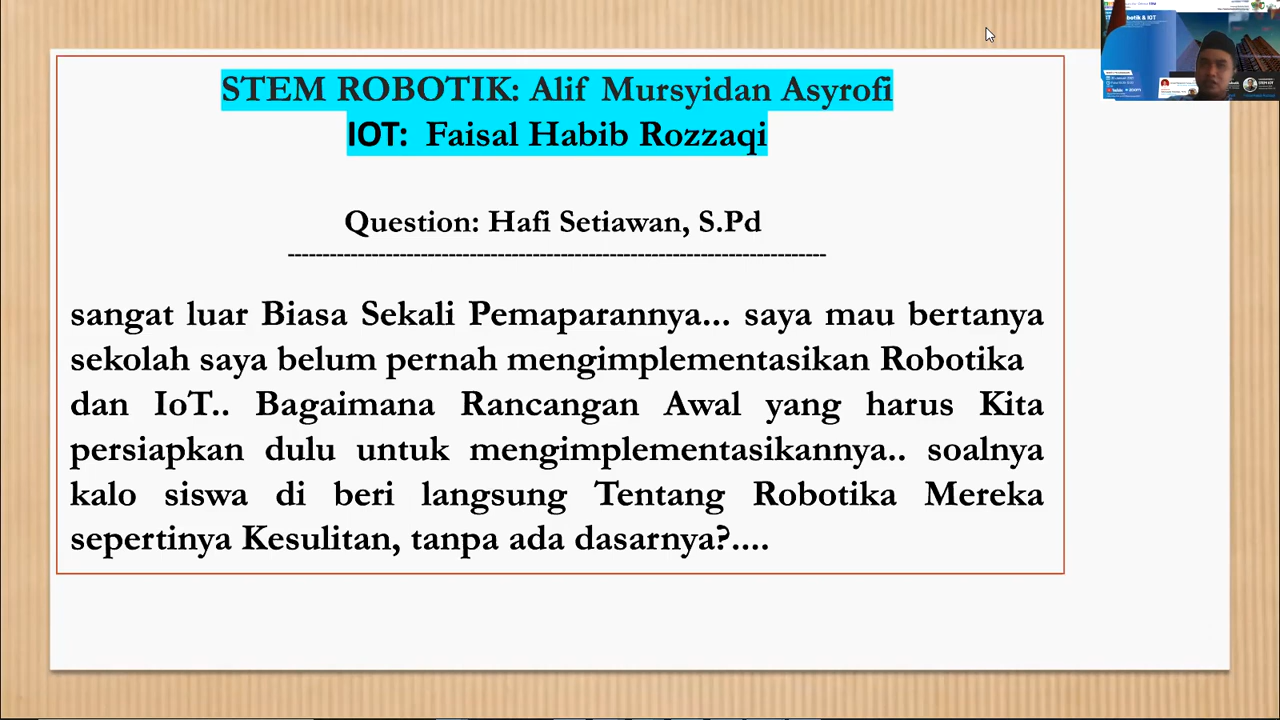 STEM ROBOTIK: Alif Mursyidan Asyrofi
IOT: Faisal Habib Rozzaqi
Question: Hafi Setiawan, S.Pd
-----------------------------------------------------------------------------
sangat luar Biasa Sekali Pemaparannya... saya mau bertanya
sekolah saya belum pernah mengimplementasikan Robotika
dan IoT.. Bagaimana Rancangan Awal yang harus Kita
persiapkan dulu untuk mengimplementasikannya.. soalnya
kalo siswa di beri langsung Tentang Robotika Mereka
sepertinya Kesulitan, tanpa ada dasarnya?....